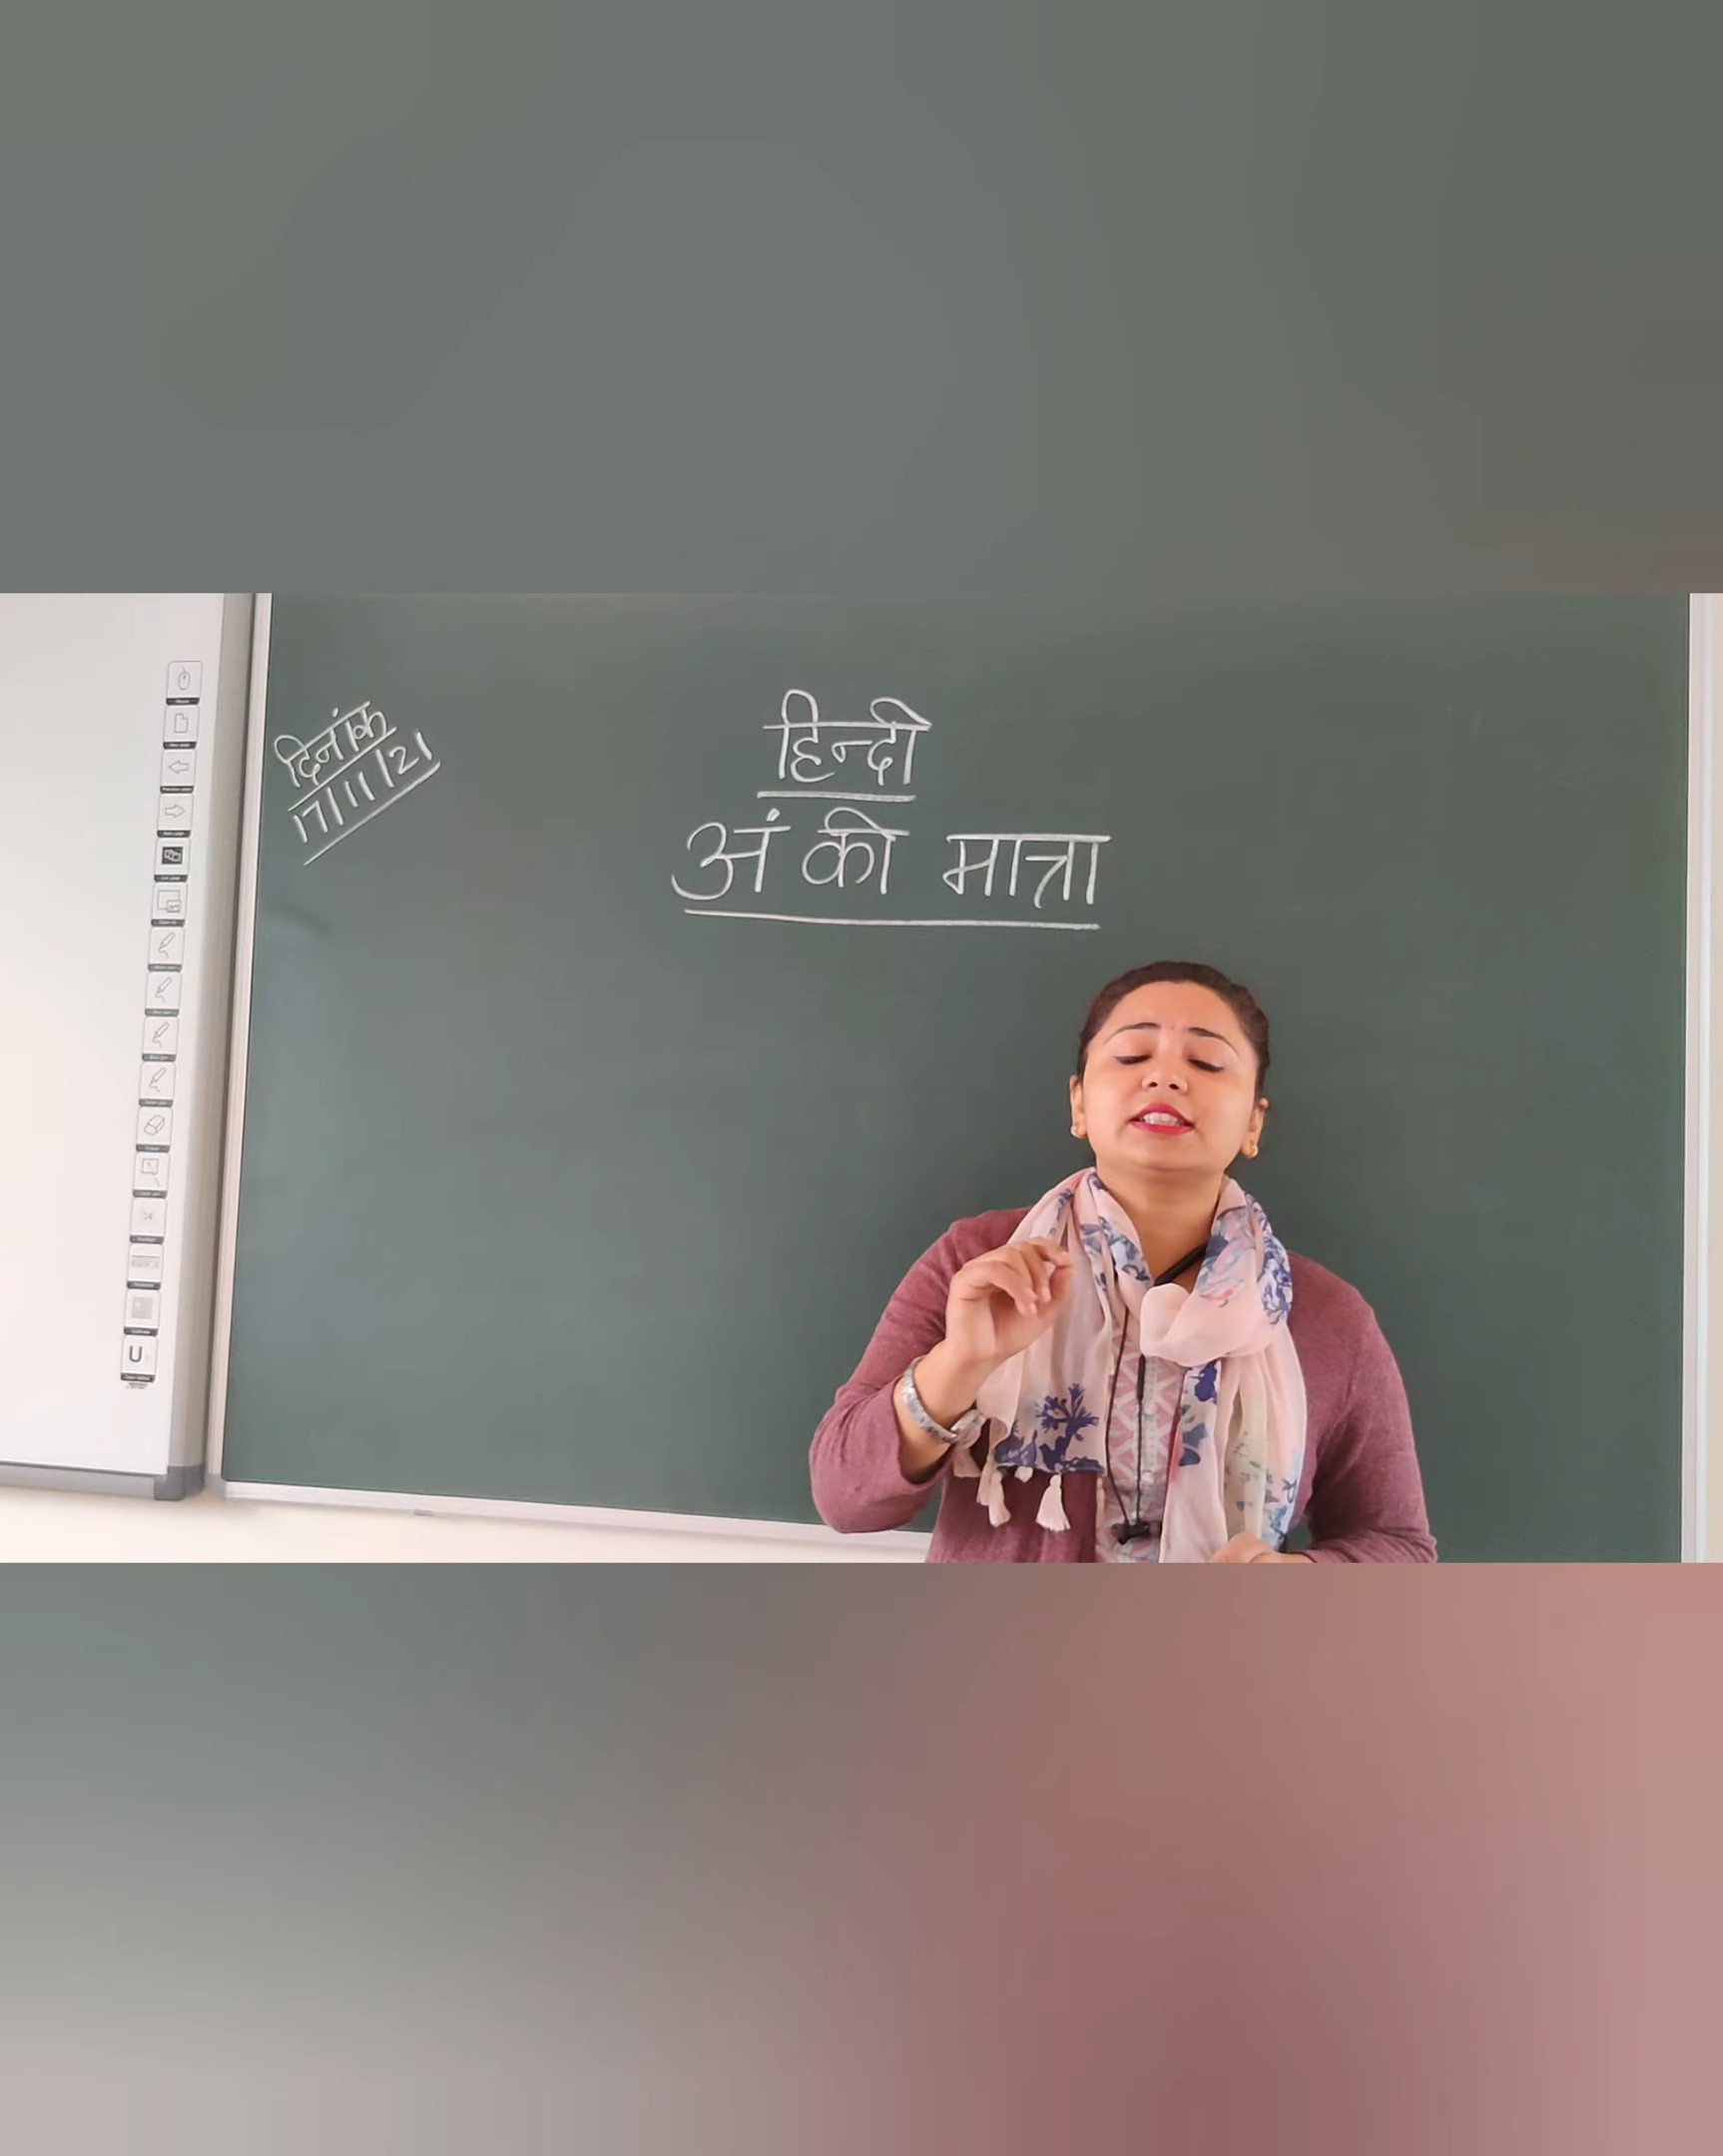 दिनांक
17/11/21
हिन्दी
अं की मात्रा
U